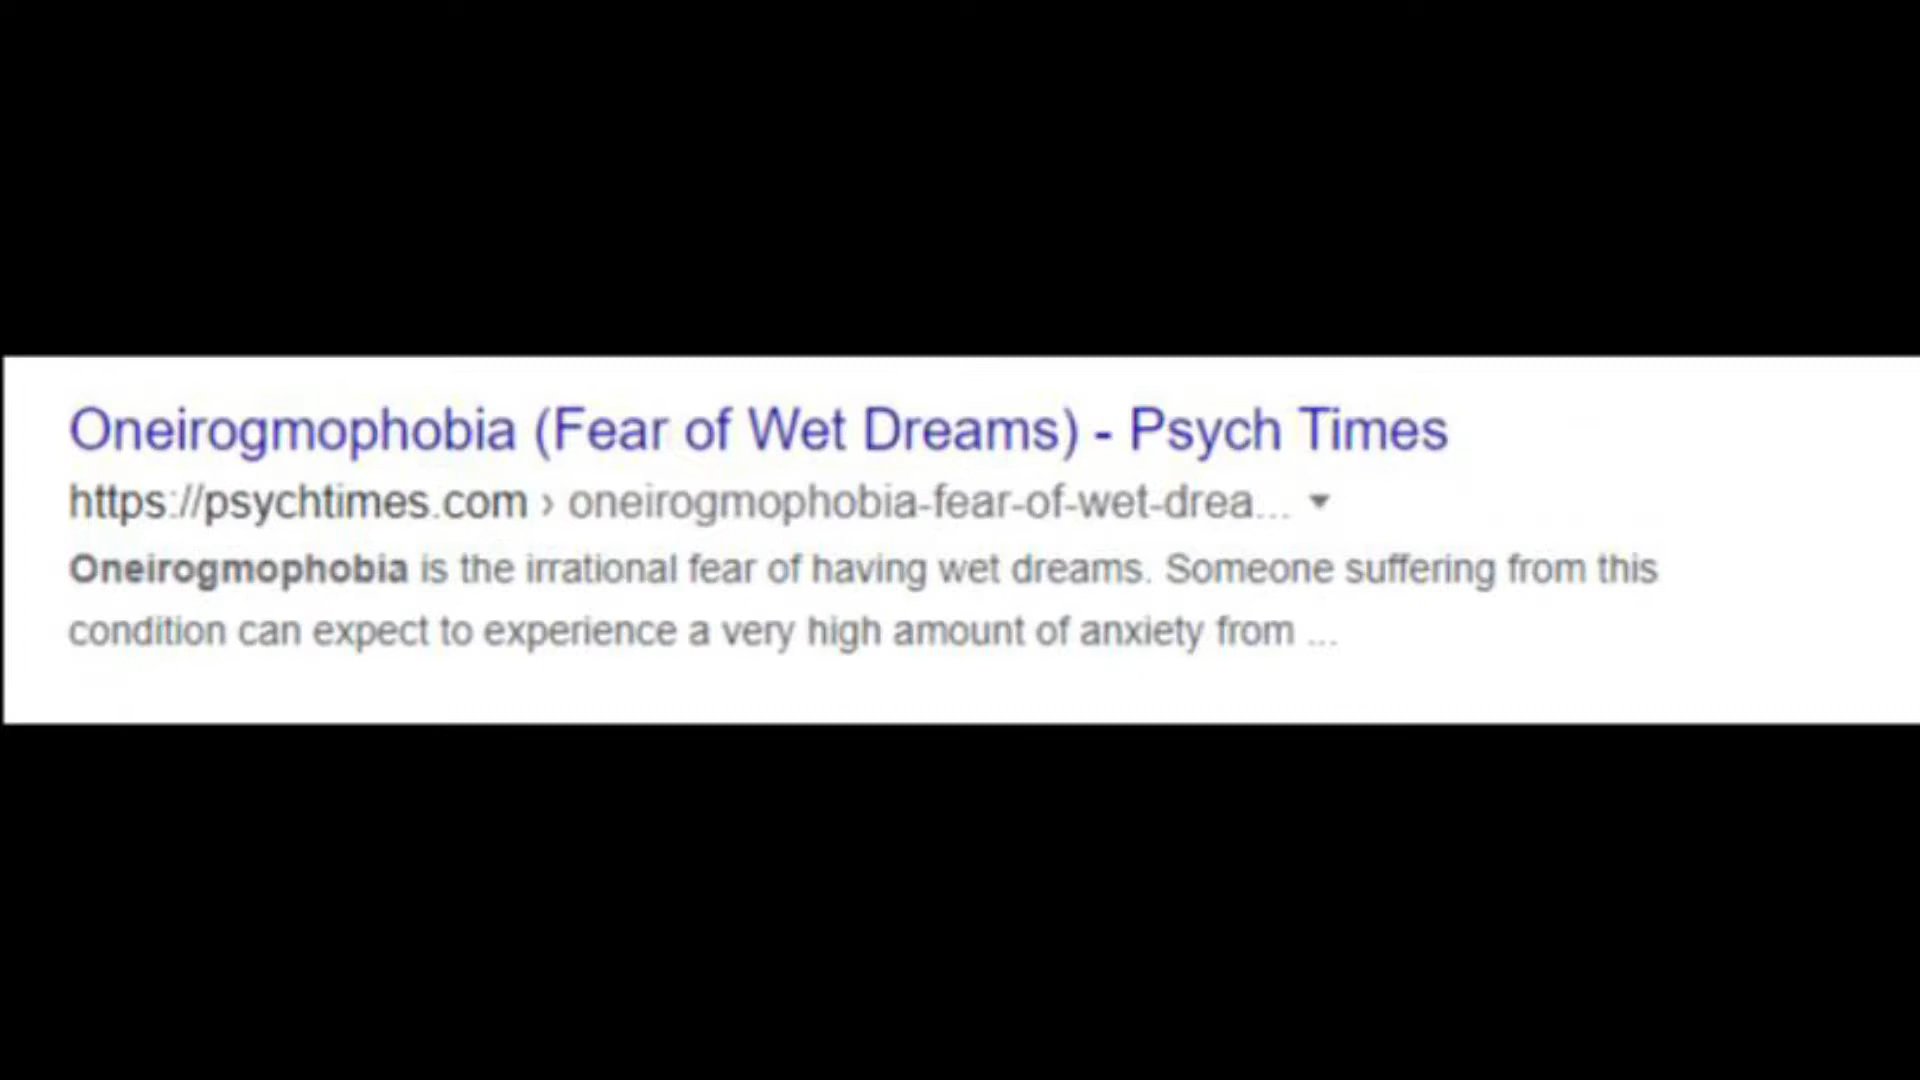 Oneirogmophobia (Fear of Wet Dreams) - Psych Times
https://psychtimes.com › oneirogmophobia-fear-of-wet-drea... ▼
Oneirogmophobia is the irrational fear of having wet dreams. Someone suffering from this
condition can expect to experience a very high amount of anxiety from ...